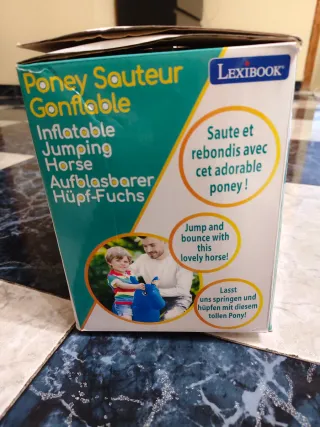 Poney Sauteur
Gonflable
LEXIBOOK®
Inflatable
Jumping
Horse
Aufblasbarer
Hüpf-Fuchs
Saute et
rebondis avec
cet adorable
poney !
Jump and
bounce with
this
lovely horse!
Lasst
uns springen und
hüpfen mit diesem
tollen Pony!